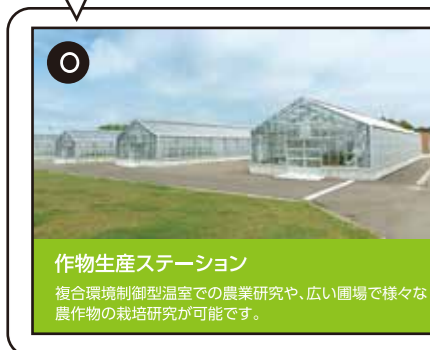 O
作物生産ステーション
複合環境制御型温室での農業研究や、広い圃場で様々な
農作物の栽培研究が可能です。